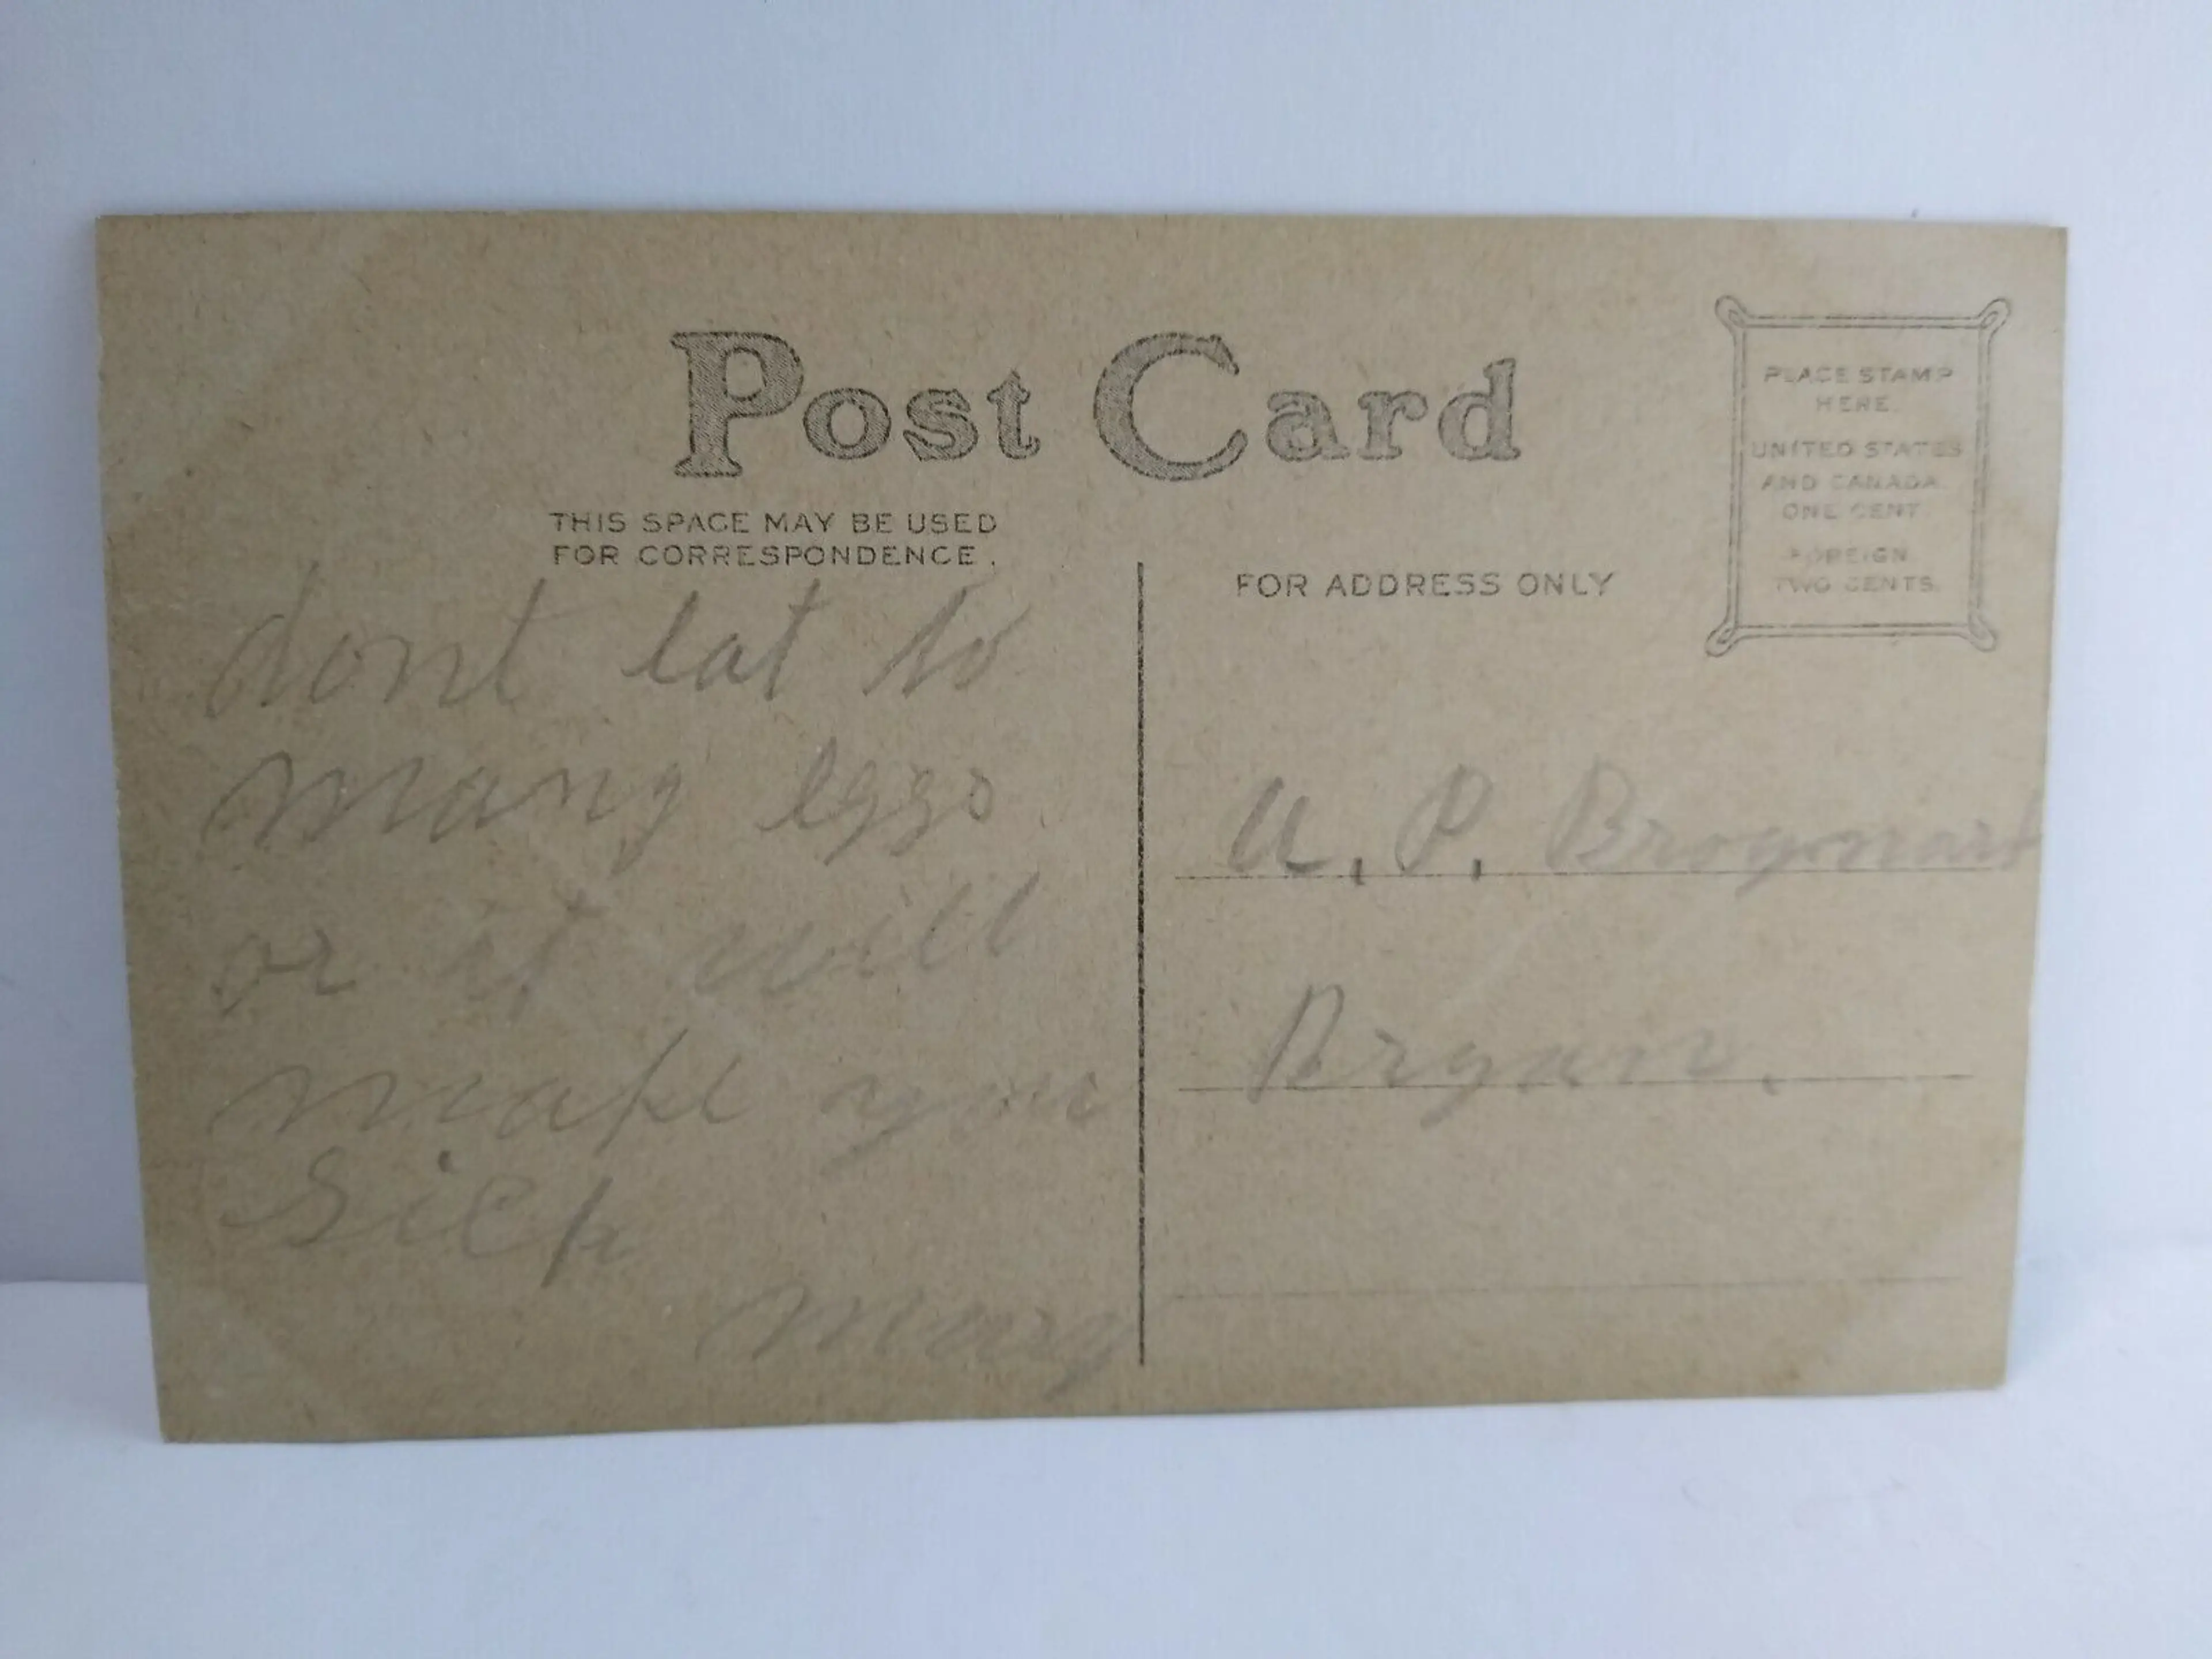 Post Card
THIS SPACE MAY BE USED
FOR CORRESPONDENCE.
dont eat to
many eggs
or it will
make you
Sick
mary
FOR ADDRESS ONLY
PLACE STAMP
HERE.
UNITED STATES
AND CANADA
ONE CENT
FOREIGN
TWO CENTS.
P.
Bryan.